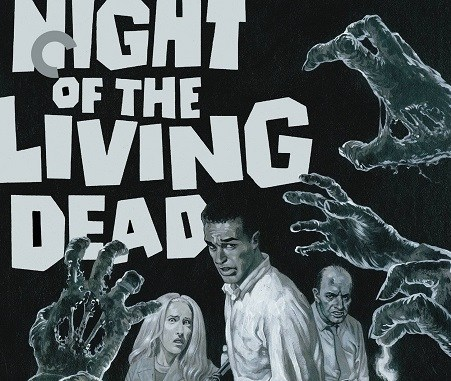 NIGHT
OF THE
LIVING
DEAD